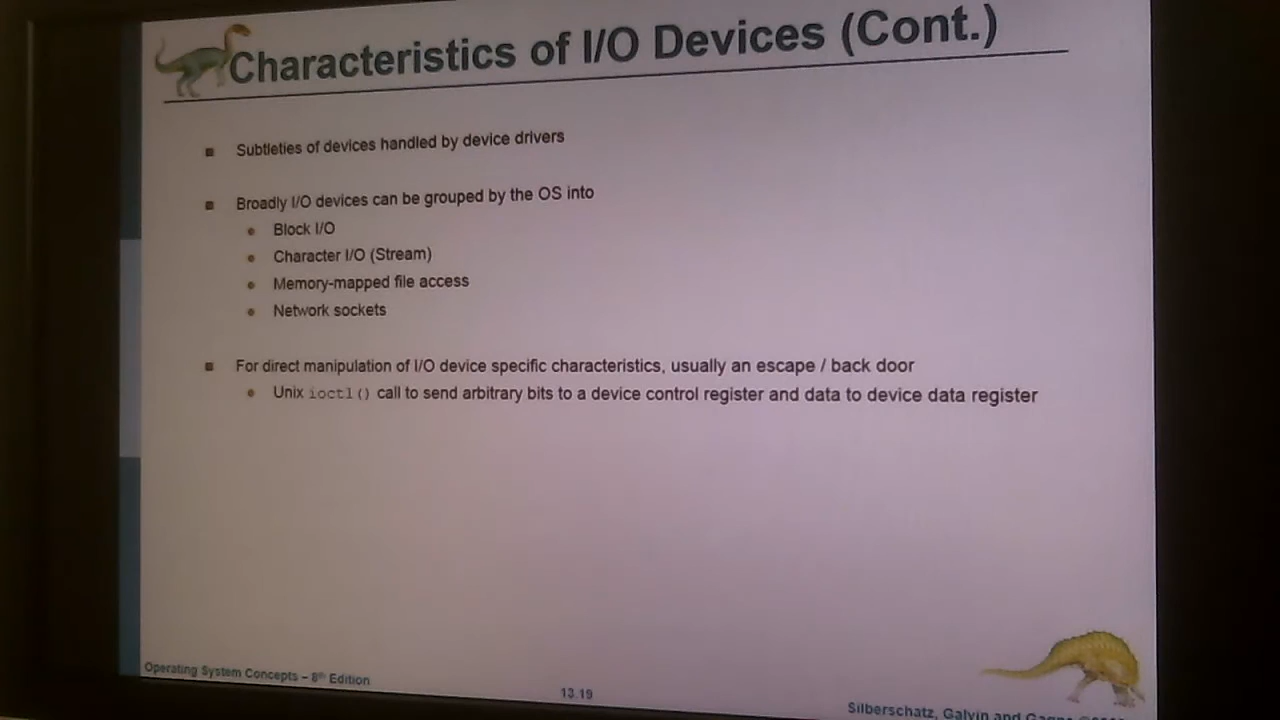 Characteristics of I/O Devices (Cont.)
Subtleties of devices handled by device drivers
Broadly I/O devices can be grouped by the OS into
Block I/O
Character I/O (Stream)
Memory-mapped file access
Network sockets
For direct manipulation of I/O device specific characteristics, usually an escape / back door
Unix ioctl() call to send arbitrary bits to a device control register and data to device data register
Operating System Concepts – 8th Edition
13.19
Silberschatz, Galvin and Gagne